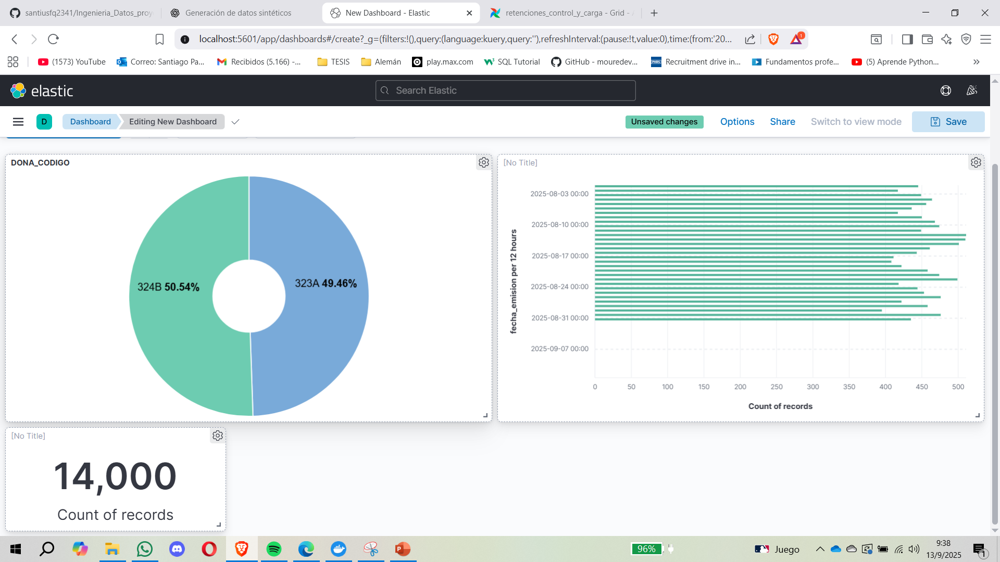 santiusfq2341/Ingenieria_Datos_proy
Generación de datos sintéticos
New Dashboard - Elastic
retenciones_control_y_carga - Grid -
localhost:5601/app/dashboards#/create?_g=(filters:!(),query:(language:kuery,query:''),refreshInterval:(pause:!t,value:0),time:(from:'20...
1
(1573) YouTube
Correo: Santiago Pa...
Recibidos (5.166) -...
TESIS
Alemán
play.max.com
SQL Tutorial
GitHub - mouredev...
Recruitment drive in...
Fundamentos profe...
(5) Aprende Python...
elastic
Search Elastic
D
Dashboard
Editing New Dashboard
Unsaved changes
Options
Share
Switch to view mode
Save
DONA_CODIGO
324B 50.54%
323A 49.46%
[No Title]
fecha_emision per 12 hours
2025-08-03 00:00
2025-08-10 00:00
2025-08-17 00:00
2025-08-24 00:00
2025-08-31 00:00
2025-09-07 00:00
0 50 100 150 200 250 300 350 400 450 500
Count of records
[No Title]
14,000
Count of records
96%
Juego
9:38
13/9/2025
1